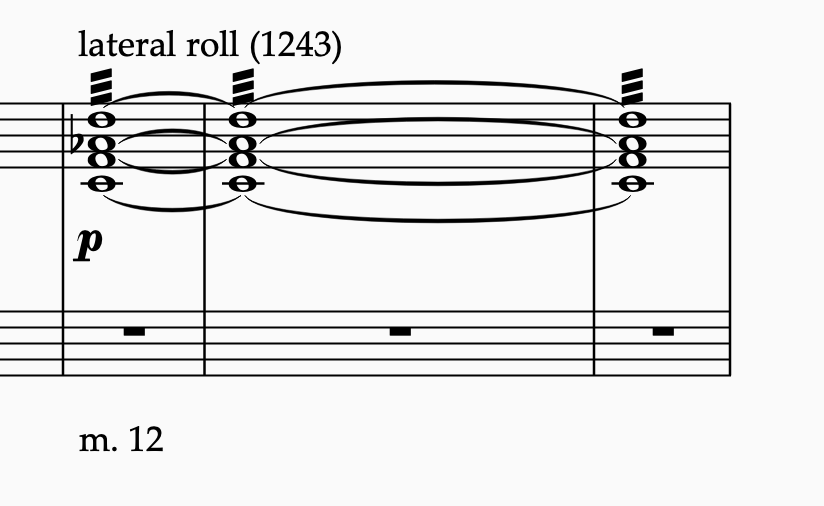 lateral roll (1243)
p
m. 12